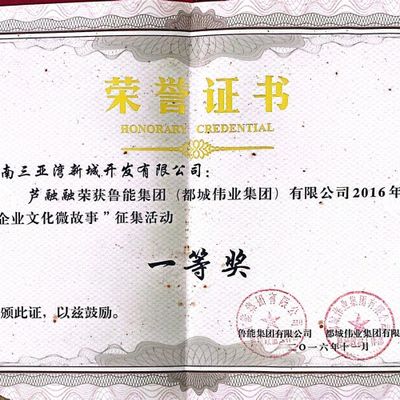 荣誉证书
HONORARY CREDENTIAL
南三亚湾新城开发有限公司：
芦融融荣获鲁能集团（都城伟业集团）有限公司2016年
企业文化微故事”征集活动
一等奖
颁此证，以兹鼓励。
鲁能集团有限公司 都城伟业集团有限
二〇一六年十一月